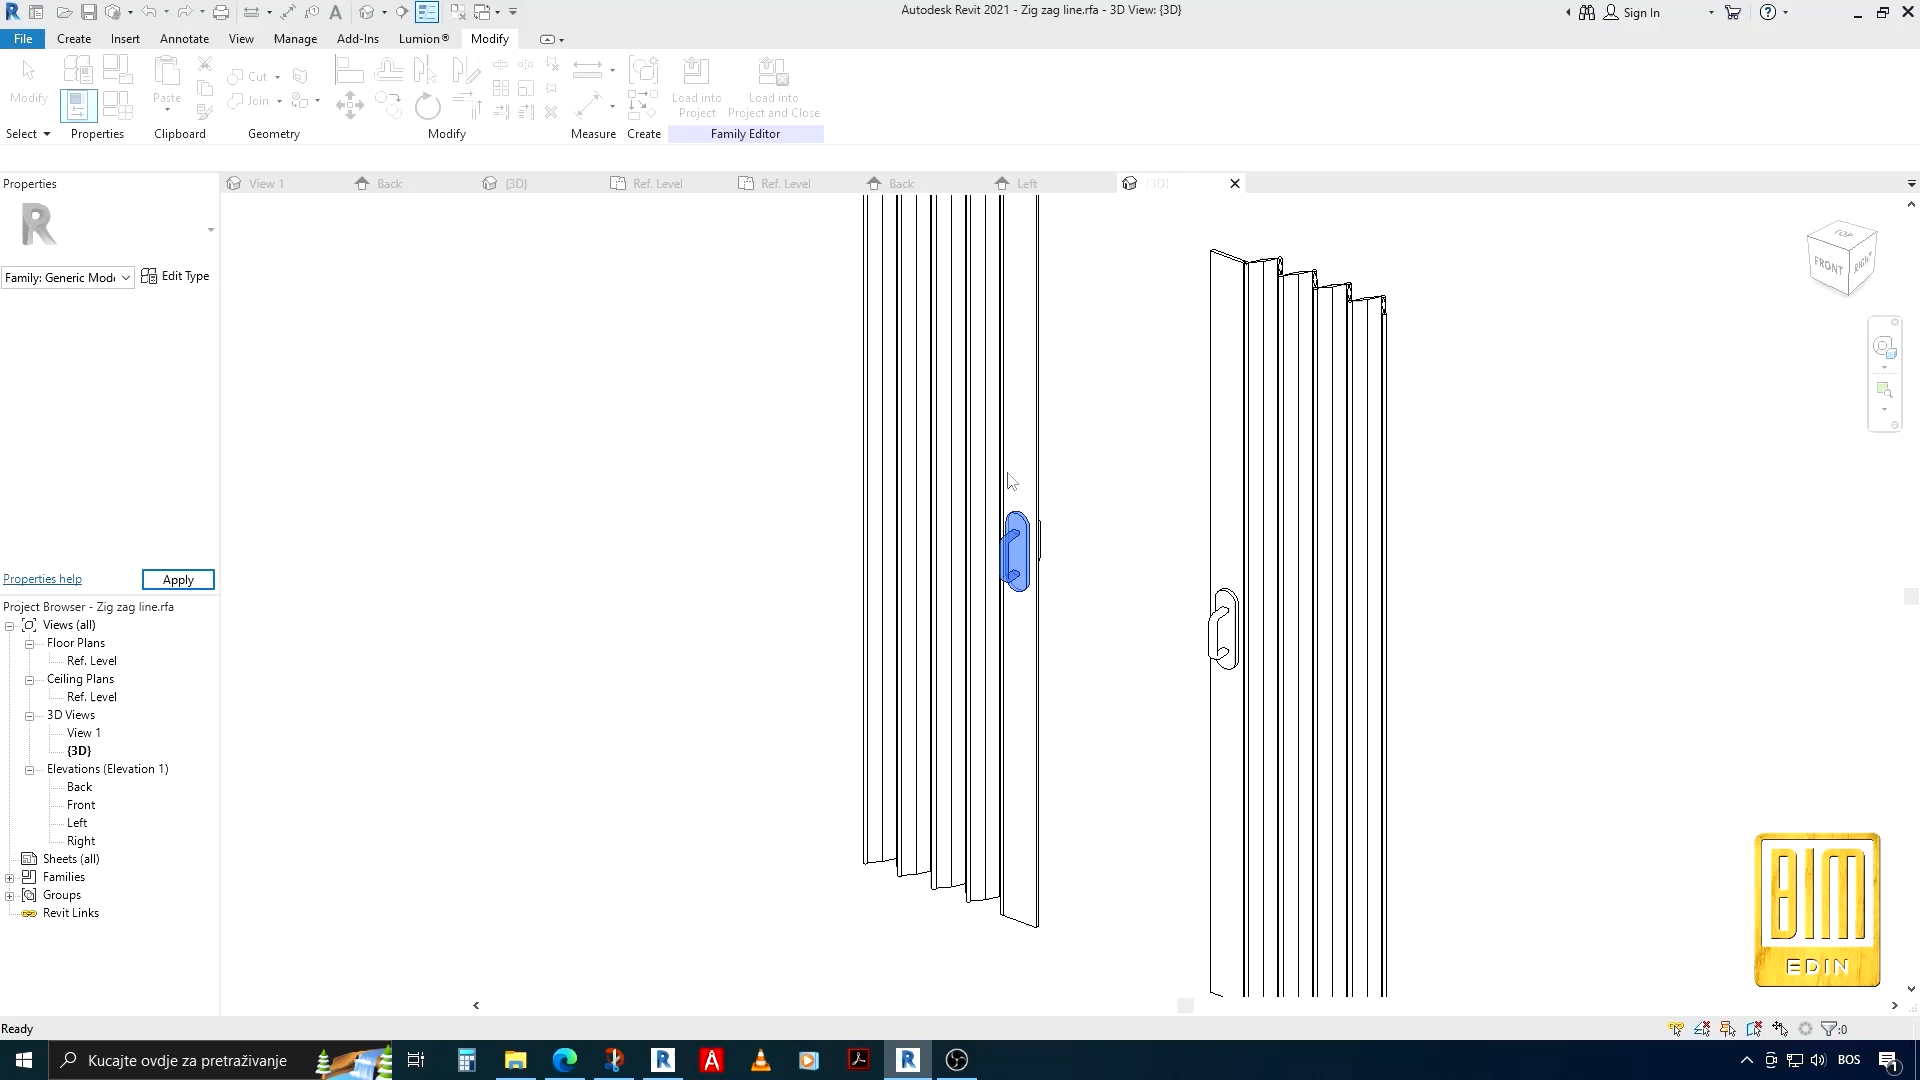 Autodesk Revit 2021 - Zig zag line.rfa - 3D View: {3D}
Sign In
File Create Insert Annotate View Manage Add-Ins Lumion® Modify
Modify
Paste
Cut
Join
Load into Project
Load into Project and Close
Select Properties Clipboard Geometry Modify Measure Create Family Editor
Properties
View 1 Back {3D} Ref. Level Ref. Level Back Left {3D}
Family: Generic Mode
Edit Type
TOP
FRONT
RIGHT
Properties help
Apply
Project Browser - Zig zag line.rfa
Views (all)
Floor Plans
Ref. Level
Ceiling Plans
Ref. Level
3D Views
View 1
{3D}
Elevations (Elevation 1)
Back
Front
Left
Right
Sheets (all)
Families
Groups
Revit Links
BIM
EDIN
Ready
:0
Kucajte ovdje za pretraživanje
BOS
1